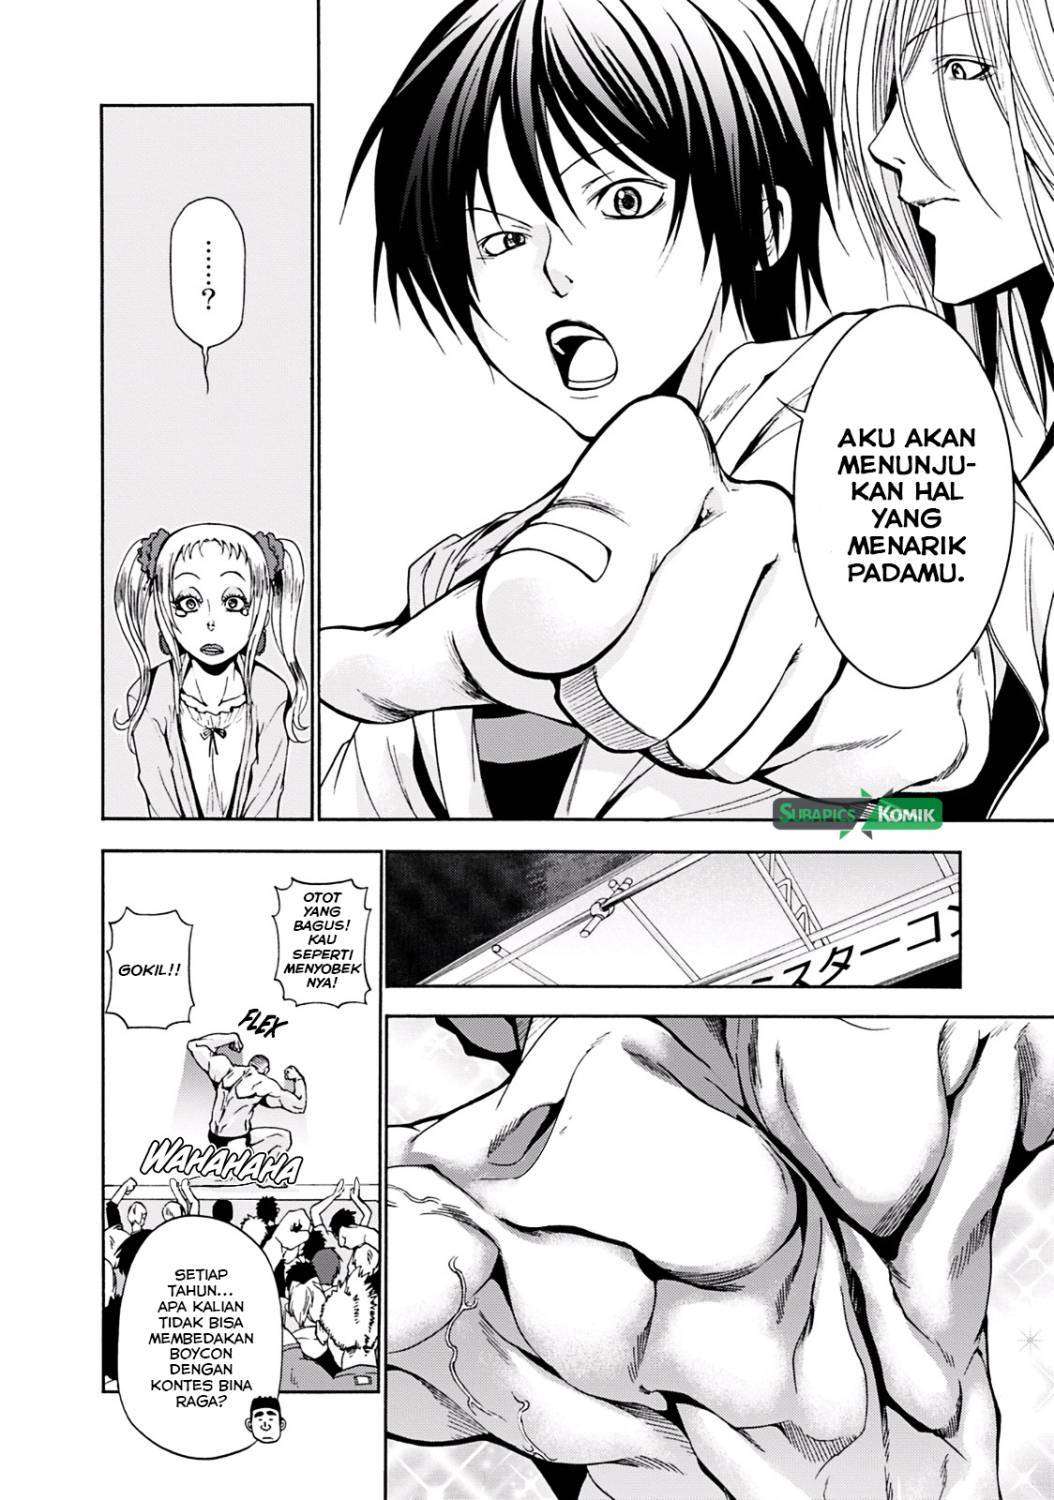 AKU AKAN
MENUNJU-
KAN HAL
YANG
MENARIK
PADAMU.
......?
SUBAPICS KOMIK
スターコン
OTOT
YANG
BAGUS!
KAU
SEPERTI
MENYOBEK
NYA!
GOKIL!!
FLEX
WAHAHAHA
SETIAP
TAHUN...
APA KALIAN
TIDAK BISA
MEMBEDAKAN
BOYCON
DENGAN
KONTES BINA
RAGA?